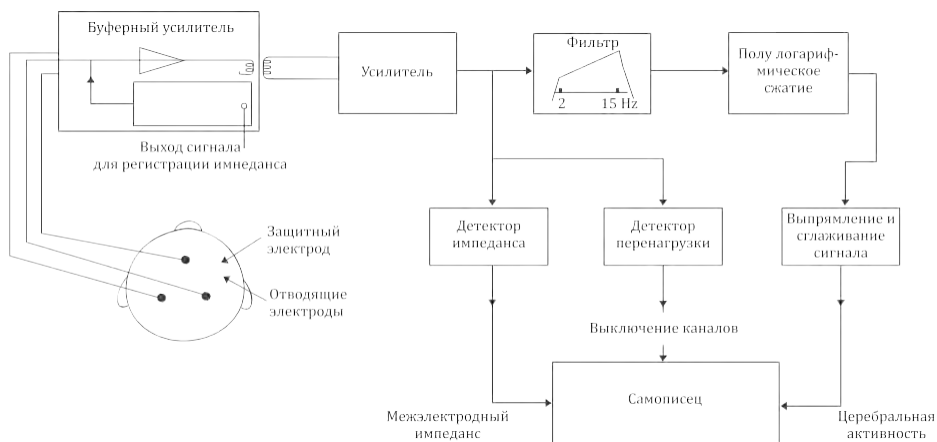 Буферный усилитель
Усилитель
Фильтр
2 15 Hz
Полу логариф-
мическое
сжатие
Выход сигнала
для регистрации имнеданса
Защитный
электрод
Отводящие
электроды
Детектор
импеданса
Детектор
перенагрузки
Выпрямление и
сглаживание
сигнала
Выключение каналов
Самописец
Межэлектродный
импеданс
Церебральная
активность